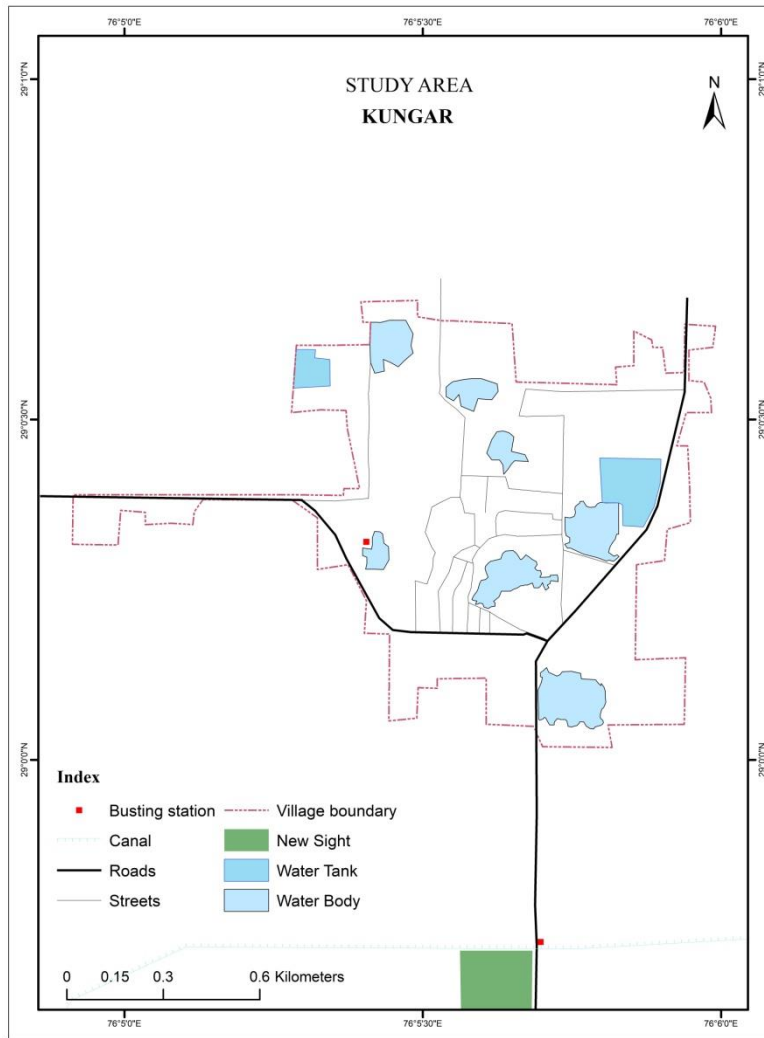 76°5'0"E 76°5'30"E 76°6'0"E
29°1'0"N 29°1'0"N
STUDY AREA
KUNGAR
N
29°0'30"N 29°0'30"N
29°0'0"N 29°0'0"N
Index
Busting station
Canal
Roads
Streets
Village boundary
New Sight
Water Tank
Water Body
0 0.15 0.3 0.6 Kilometers
76°5'0"E 76°5'30"E 76°6'0"E